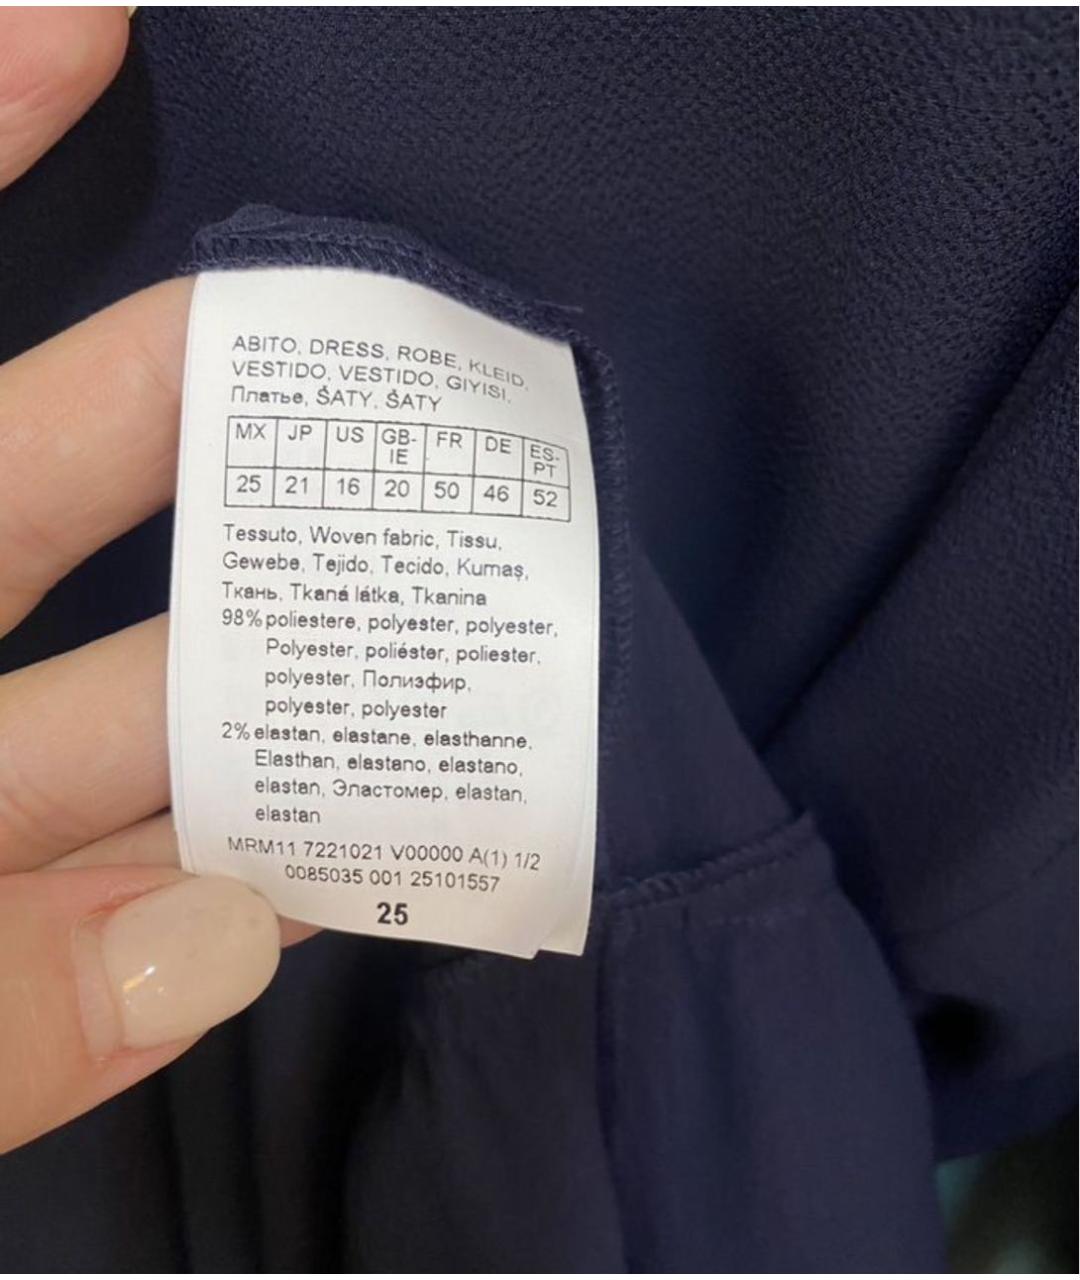 ABITO, DRESS, ROBE, KLEID,
VESTIDO, VESTIDO, GIYISI,
Платье, ŠATY, ŠATY
MX JP US GB-IE FR DE ES-PT
25 21 16 20 50 46 52
Tessuto, Woven fabric, Tissu,
Gewebe, Tejido, Tecido, Kumaş,
Ткань, Tkaná látka, Tkanina
98% poliestere, polyester, polyester,
Polyester, poliéster, poliester,
polyester, Полиэфир,
polyester, polyester
2% elastan, elastane, elasthanne,
Elasthan, elastano, elastano,
elastan, Эластомер, elastan,
elastan
MRM11 7221021 V00000 A(1) 1/2
0085035 001 25101557
25